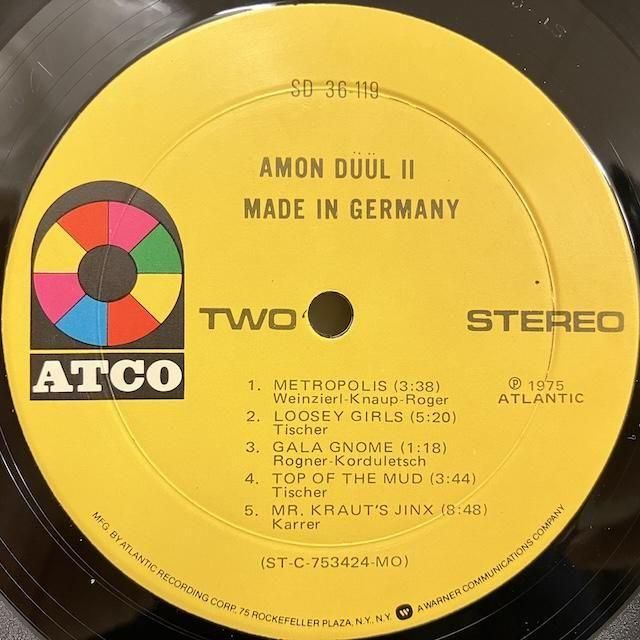 SD 36-119
AMON DÜÜL II
MADE IN GERMANY
TWO STEREO
ATCO
1. METROPOLIS (3:38)
Weinzierl-Knaup-Roger
2. LOOSEY GIRLS (5:20)
Tischer
3. GALA GNOME (1:18)
Rogner-Korduletsch
4. TOP OF THE MUD (3:44)
Tischer
5. MR. KRAUT'S JINX (8:48)
Karrer
℗ 1975
ATLANTIC
(ST-C-753424-MO)
MFG. BY ATLANTIC RECORDING CORP. 75 ROCKEFELLER PLAZA, N.Y. N.Y. W A WARNER COMMUNICATIONS COMPANY